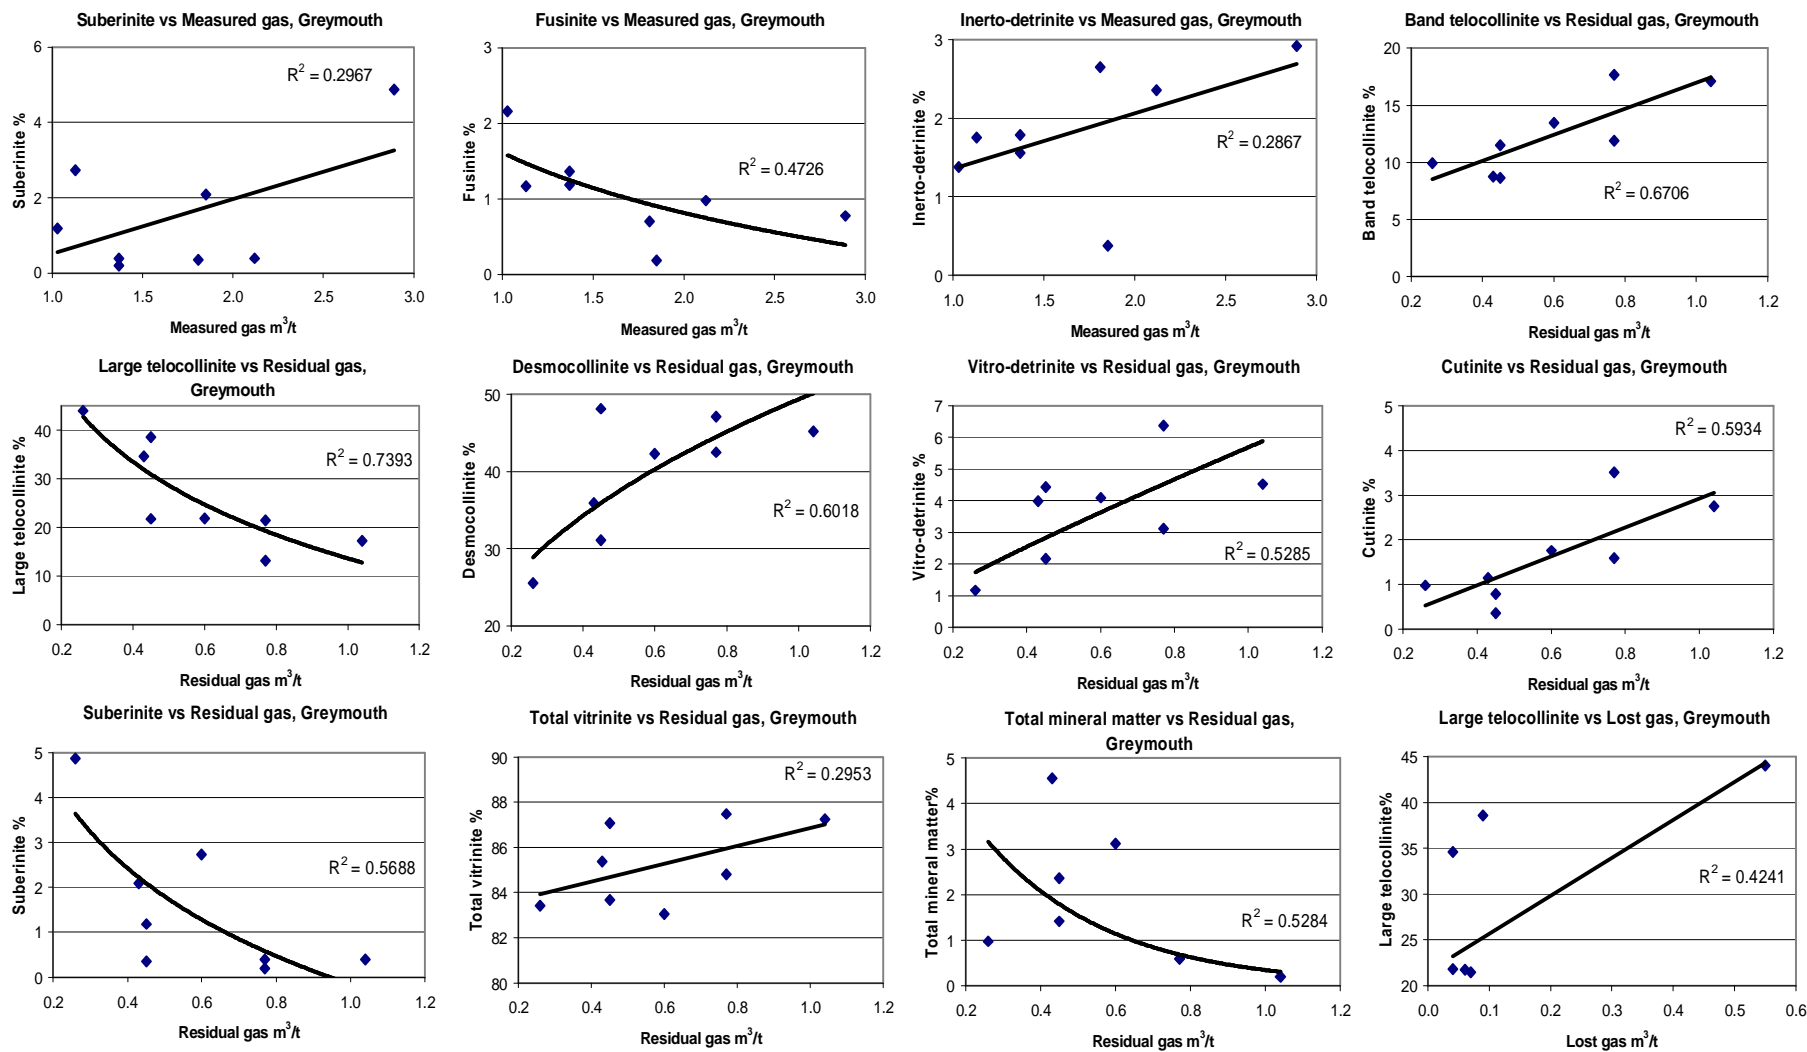 Suberinite vs Measured gas, Greymouth
6
4
2
0
Suberinite %
R² = 0.2967
1.0 1.5 2.0 2.5 3.0
Measured gas m³/t
Fusinite vs Measured gas, Greymouth
3
2
1
0
Fusinite %
R² = 0.4726
1.0 1.5 2.0 2.5 3.0
Measured gas m³/t
Inerto-detrinite vs Measured gas, Greymouth
3
2
1
0
Inerto-detrinite %
R² = 0.2867
1.0 1.5 2.0 2.5 3.0
Measured gas m³/t
Band telocollinite vs Residual gas, Greymouth
20
15
10
5
0
Band telocollinite %
R² = 0.6706
0.2 0.4 0.6 0.8 1.0 1.2
Residual gas m³/t
Large telocollinite vs Residual gas,
Greymouth
40
30
20
10
0
Large telocollinite %
R² = 0.7393
0.2 0.4 0.6 0.8 1.0 1.2
Residual gas m³/t
Desmocollinite vs Residual gas, Greymouth
50
40
30
20
Desmocollinite %
R² = 0.6018
0.2 0.4 0.6 0.8 1.0 1.2
Residual gas m³/t
Vitro-detrinite vs Residual gas, Greymouth
7
6
5
4
3
2
1
0
Vitro-detrinite %
R² = 0.5285
0.2 0.4 0.6 0.8 1.0 1.2
Residual gas m³/t
Cutinite vs Residual gas, Greymouth
5
4
3
2
1
0
Cutinite %
R² = 0.5934
0.2 0.4 0.6 0.8 1.0 1.2
Residual gas m³/t
Suberinite vs Residual gas, Greymouth
5
4
3
2
1
0
Suberinite %
R² = 0.5688
0.2 0.4 0.6 0.8 1.0 1.2
Residual gas m³/t
Total vitrinite vs Residual gas, Greymouth
90
88
86
84
82
80
Total vitrinite %
R² = 0.2953
0.2 0.4 0.6 0.8 1.0 1.2
Residual gas m³/t
Total mineral matter vs Residual gas,
Greymouth
5
4
3
2
1
0
Total mineral matter%
R² = 0.5284
0.2 0.4 0.6 0.8 1.0 1.2
Residual gas m³/t
Large telocollinite vs Lost gas, Greymouth
45
40
35
30
25
20
Large telocollinite%
R² = 0.4241
0.0 0.1 0.2 0.3 0.4 0.5 0.6
Lost gas m³/t